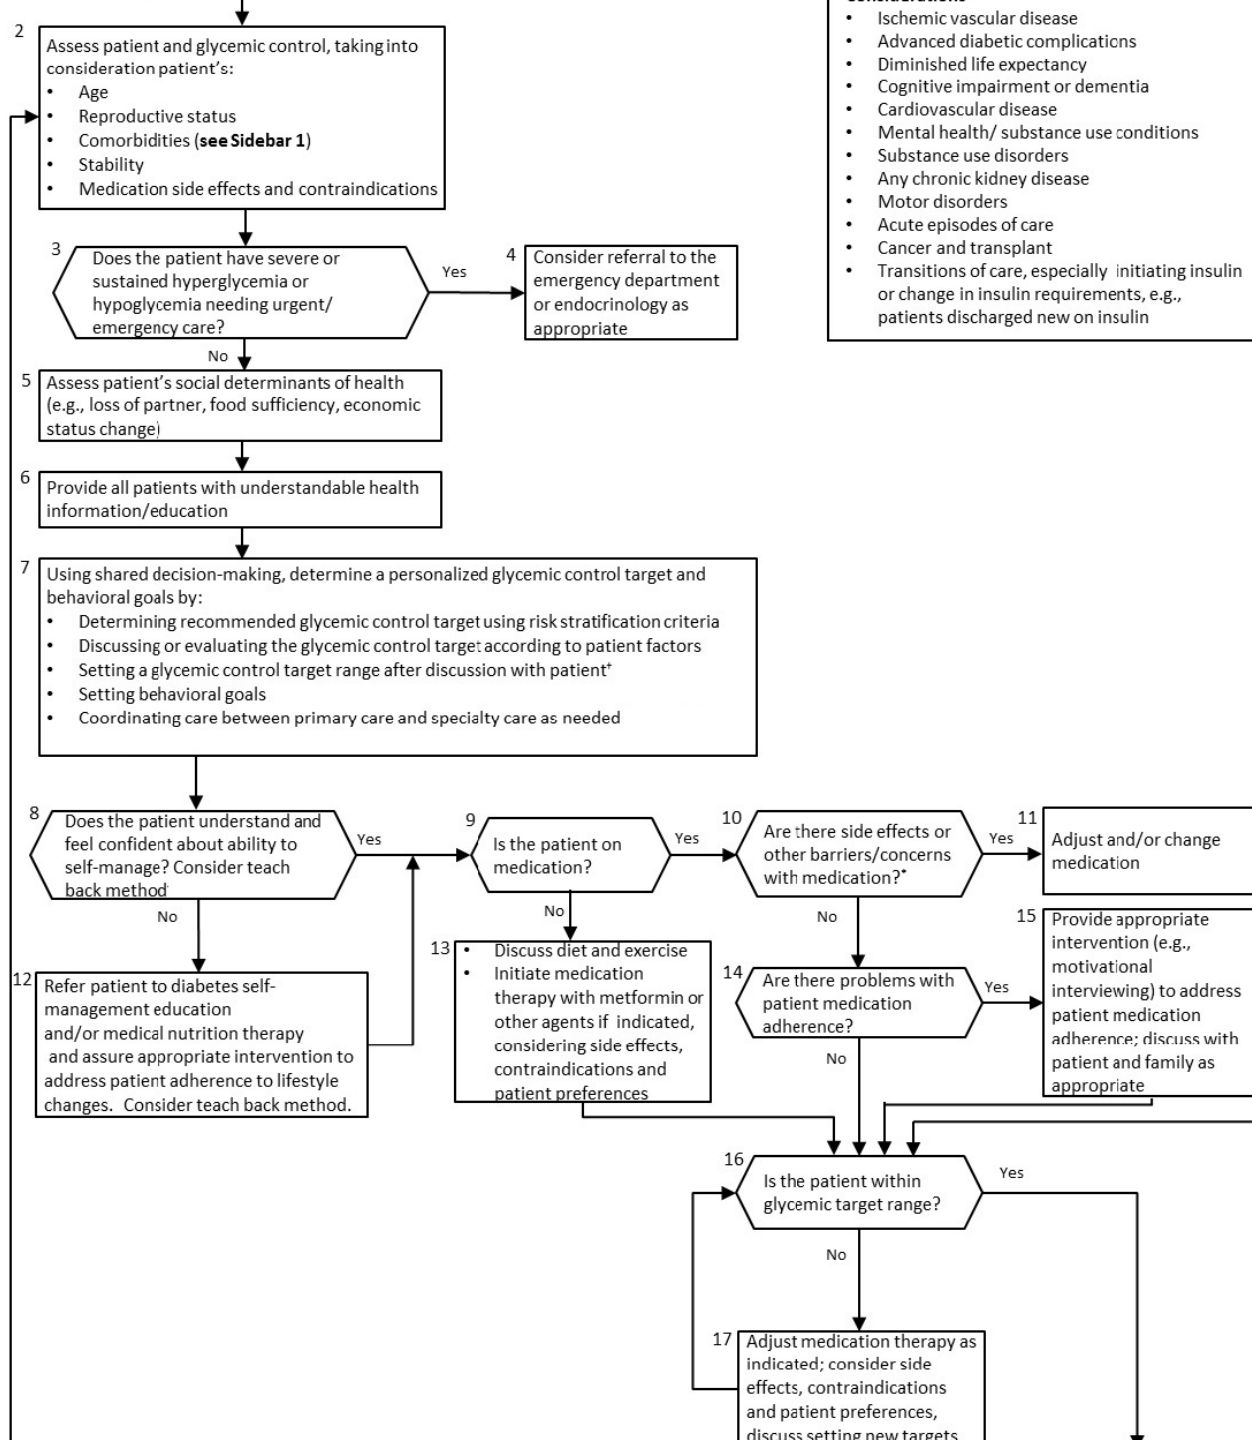 2
Assess patient and glycemic control, taking into
consideration patient's:
• Age
• Reproductive status
• Comorbidities (see Sidebar 1)
• Stability
• Medication side effects and contraindications
• Ischemic vascular disease
• Advanced diabetic complications
• Diminished life expectancy
• Cognitive impairment or dementia
• Cardiovascular disease
• Mental health/ substance use conditions
• Substance use disorders
• Any chronic kidney disease
• Motor disorders
• Acute episodes of care
• Cancer and transplant
• Transitions of care, especially initiating insulin
or change in insulin requirements, e.g.,
patients discharged new on insulin
3
Does the patient have severe or
sustained hyperglycemia or
hypoglycemia needing urgent/
emergency care?
Yes
4
Consider referral to the
emergency department
or endocrinology as
appropriate
No
5
Assess patient's social determinants of health
(e.g., loss of partner, food sufficiency, economic
status change)
6
Provide all patients with understandable health
information/education
7
Using shared decision-making, determine a personalized glycemic control target and
behavioral goals by:
• Determining recommended glycemic control target using risk stratification criteria
• Discussing or evaluating the glycemic control target according to patient factors
• Setting a glycemic control target range after discussion with patient⁺
• Setting behavioral goals
• Coordinating care between primary care and specialty care as needed
8
Does the patient understand and
feel confident about ability to
self-manage? Consider teach
back method
Yes
No
9
Is the patient on
medication?
Yes
No
10
Are there side effects or
other barriers/concerns
with medication?*
Yes
No
11
Adjust and/or change
medication
12
Refer patient to diabetes self-
management education
and/or medical nutrition therapy
and assure appropriate intervention to
address patient adherence to lifestyle
changes. Consider teach back method.
13
• Discuss diet and exercise
• Initiate medication
therapy with metformin or
other agents if indicated,
considering side effects,
contraindications and
patient preferences
14
Are there problems with
patient medication
adherence?
Yes
No
15
Provide appropriate
intervention (e.g.,
motivational
interviewing) to address
patient medication
adherence; discuss with
patient and family as
appropriate
16
Is the patient within
glycemic target range?
Yes
No
17
Adjust medication therapy as
indicated; consider side
effects, contraindications
and patient preferences,
discuss setting new targets